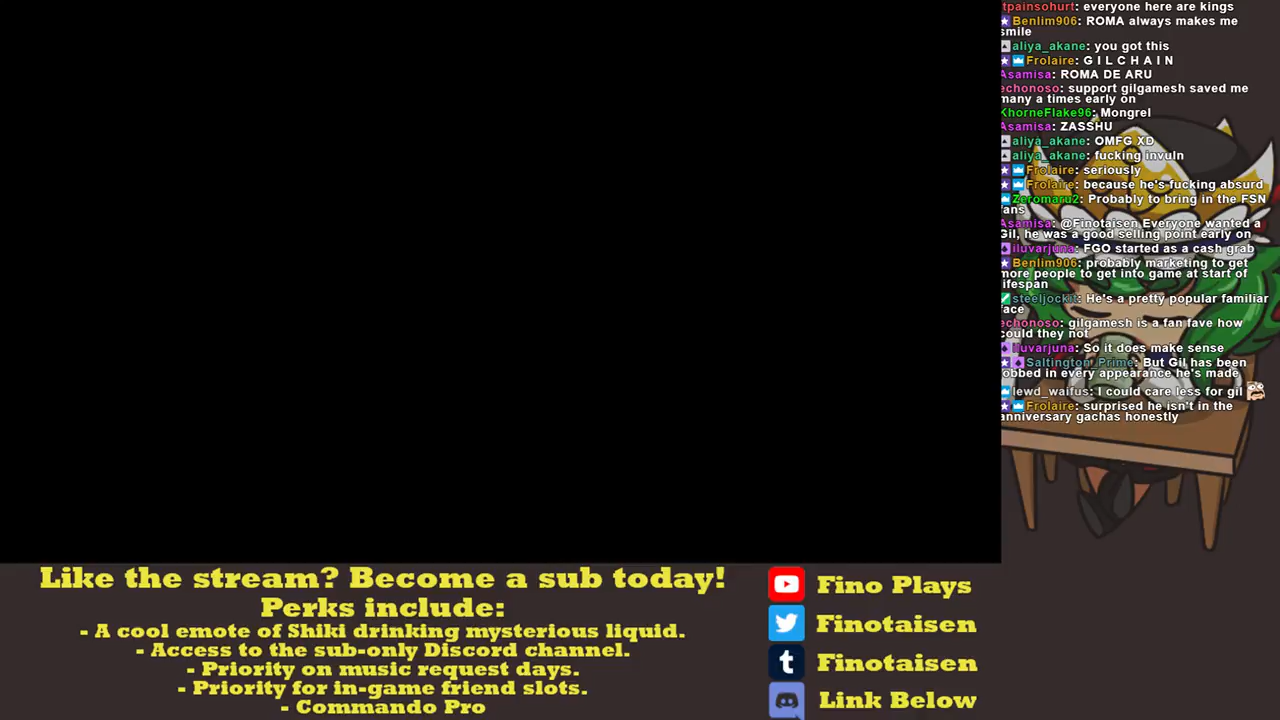 tpainsohurt: everyone here are kings
Benlim906: ROMA always makes me
smile
aliya_akane: you got this
Frolaire: G I L C H A I N
Asamisa: ROMA DE ARU
echonoso: support gilgamesh saved me
many a times early on
KhorneFlake96: Mongrel
Asamisa: ZASSHU
aliya_akane: OMFG XD
aliya_akane: fucking invuln
Frolaire: seriously
Frolaire: because he's fucking absurd
Zeromaru2: Probably to bring in the FSN
fans
Asamisa: @Finotaisen Everyone wanted a
Gil, he was a good selling point early on
iluvarjuna: FGO started as a cash grab
Benlim906: probably marketing to get
more people to get into game at start of
lifespan
steeljockit: He's a pretty popular familiar
face
echonoso: gilgamesh is a fan fave how
could they not
iluvarjuna: So it does make sense
Saltington_Prime: But Gil has been
jobbed in every appearance he's made
lewd_waifus: I could care less for gil
Frolaire: surprised he isn't in the
anniversary gachas honestly
Like the stream? Become a sub today!
Perks include:
- A cool emote of Shiki drinking mysterious liquid.
- Access to the sub-only Discord channel.
- Priority on music request days.
- Priority for in-game friend slots.
- Commando Pro
Fino Plays
Finotaisen
Finotaisen
Link Below